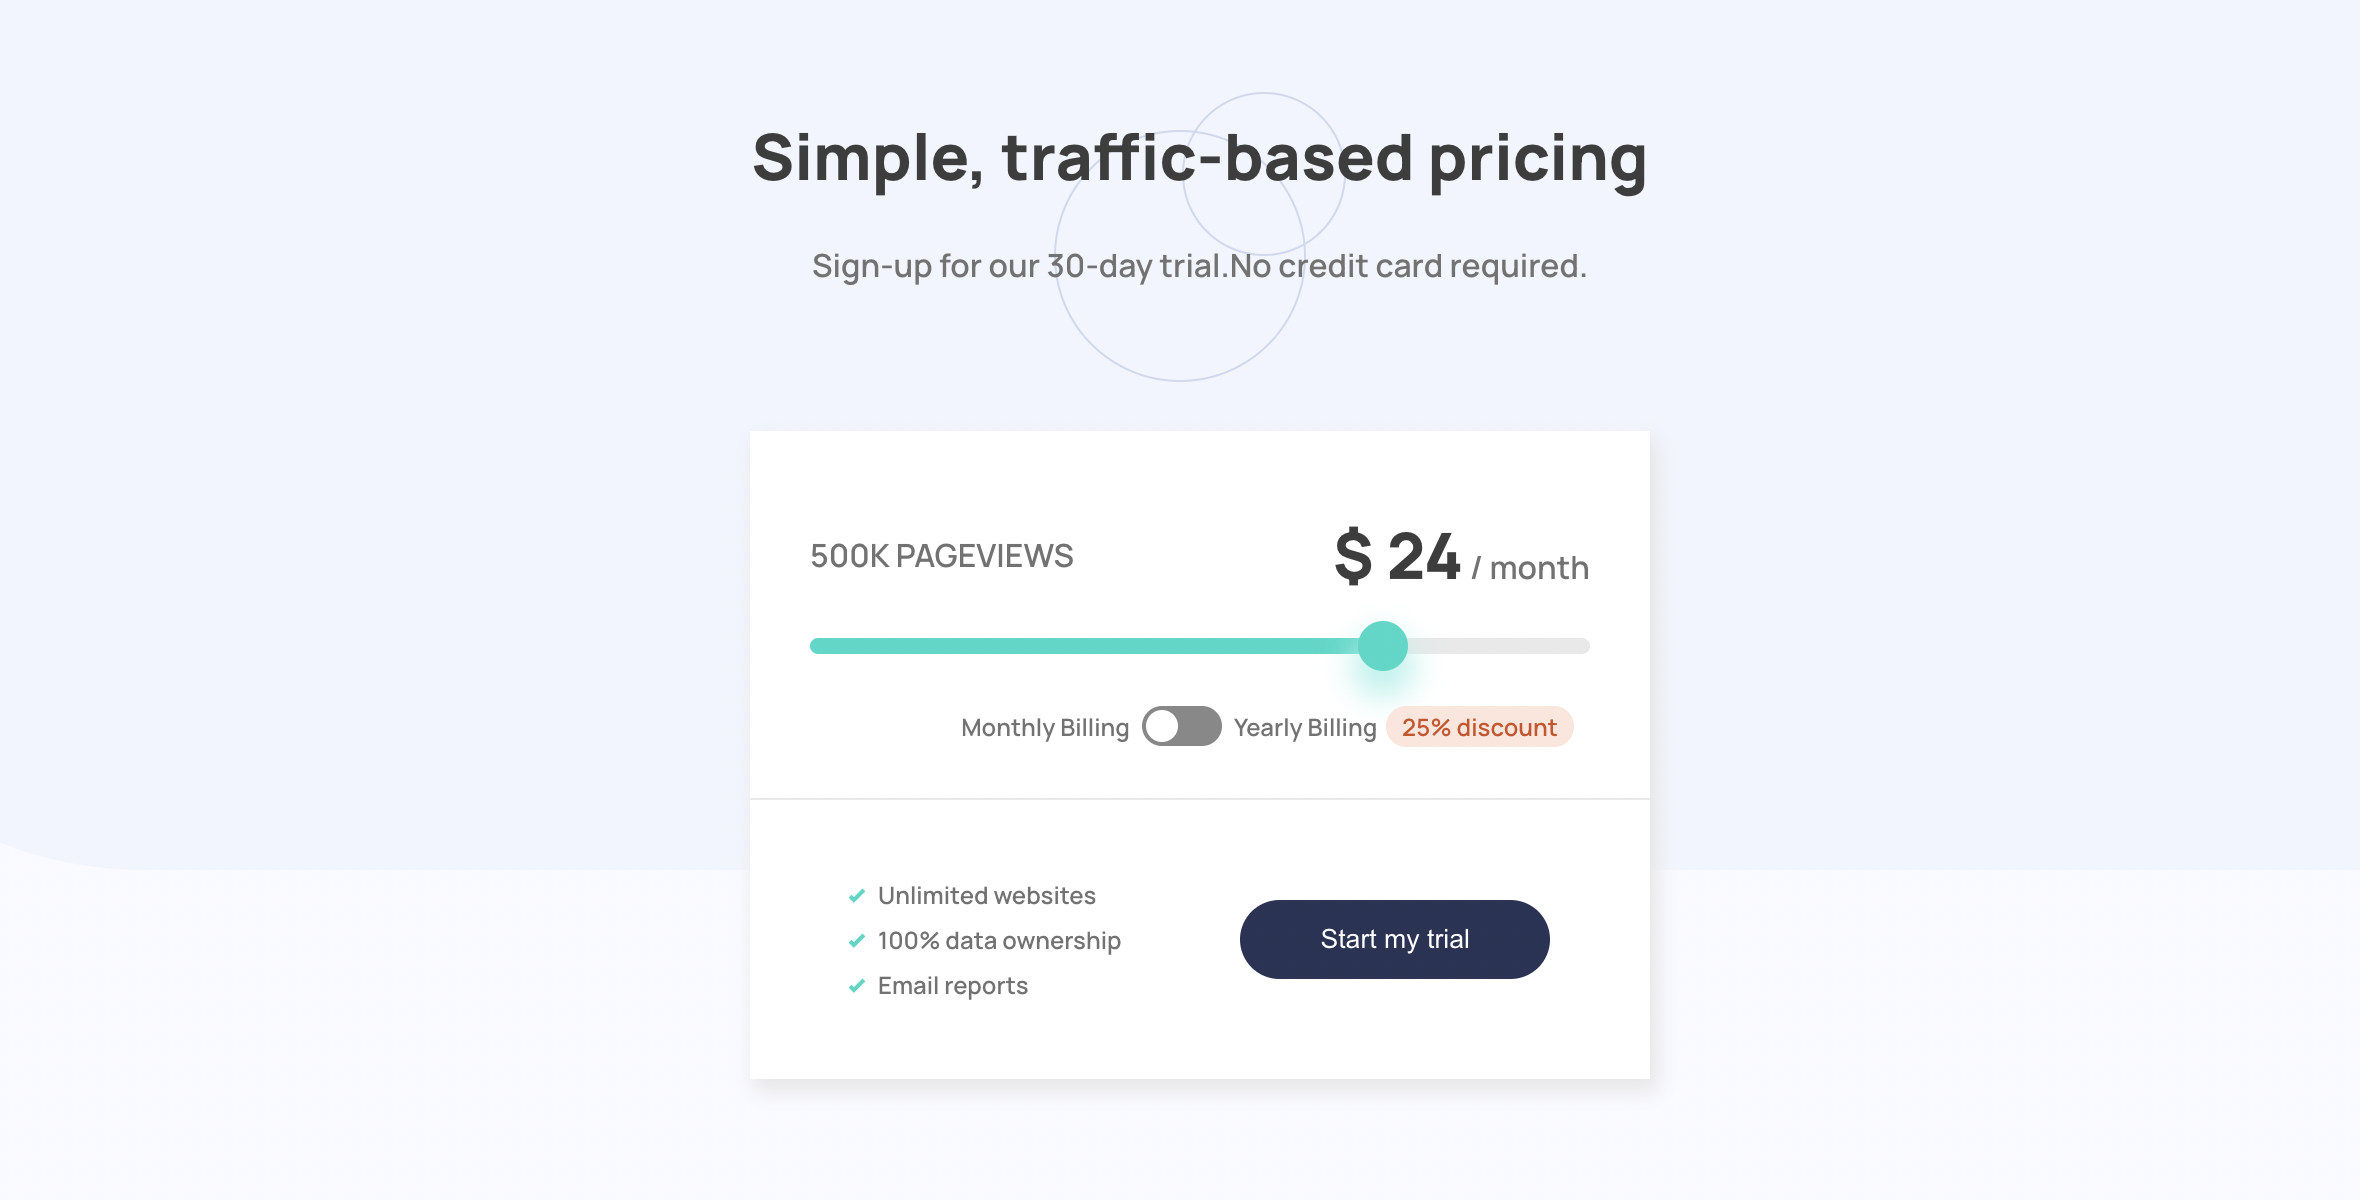 Simple, traffic-based pricing
Sign-up for our 30-day trial.No credit card required.
500K PAGEVIEWS
$ 24 / month
Monthly Billing Yearly Billing 25% discount
Unlimited websites
100% data ownership
Email reports
Start my trial